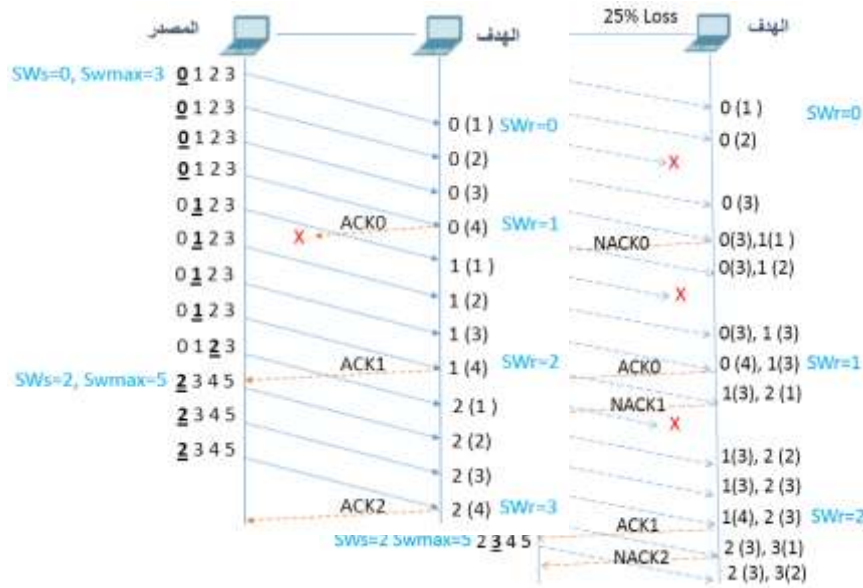 25% Loss
المصدر
الهدف
الهدف
SWs=0, Swmax=3
0 1 2 3
0 1 2 3
0 1 2 3
0 1 2 3
0 1 2 3
0 1 2 3
0 1 2 3
0 1 2 3
0 1 2 3
SWs=2, Swmax=5
2 3 4 5
2 3 4 5
2 3 4 5
ACK0
X
ACK1
ACK2
0 (1 ) SWr=0
0 (2)
0 (3)
0 (4) SWr=1
1 (1 )
1 (2)
1 (3)
1 (4) SWr=2
2 (1 )
2 (2)
2 (3)
2 (4) SWr=3
SWs=2 Swmax=5 2 3 4 5
X
NACK0
X
ACK0
NACK1
X
ACK1
NACK2
0 (1 ) SWr=0
0 (2)
0 (3)
0(3),1(1 )
0(3),1 (2)
0(3), 1 (3)
0 (4), 1(3) SWr=1
1(3), 2 (1)
1(3), 2 (2)
1(3), 2 (3)
1(4), 2 (3) SWr=2
2 (3), 3(1)
2 (3), 3(2)